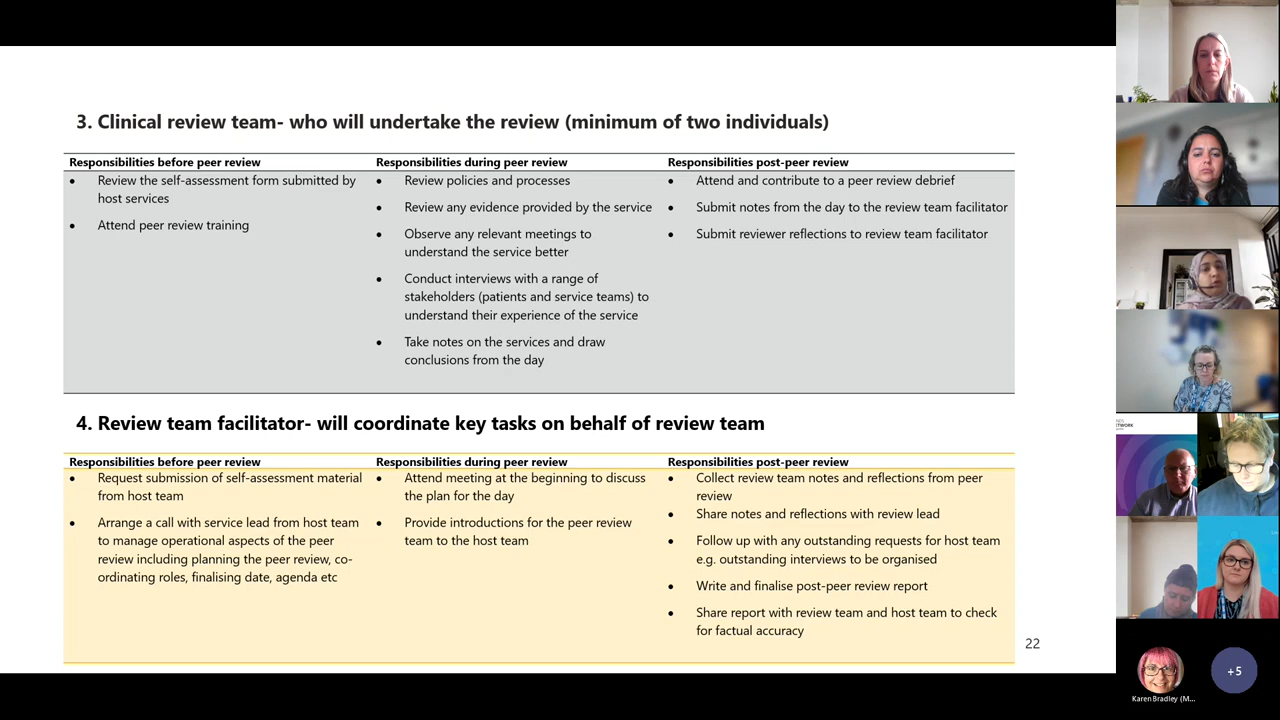 3. Clinical review team- who will undertake the review (minimum of two individuals)
Responsibilities before peer review
Responsibilities during peer review
Responsibilities post-peer review
• Review the self-assessment form submitted by
host services
• Attend peer review training
• Review policies and processes
• Review any evidence provided by the service
• Observe any relevant meetings to
understand the service better
• Conduct interviews with a range of
stakeholders (patients and service teams) to
understand their experience of the service
• Take notes on the services and draw
conclusions from the day
• Attend and contribute to a peer review debrief
• Submit notes from the day to the review team facilitator
• Submit reviewer reflections to review team facilitator
4. Review team facilitator- will coordinate key tasks on behalf of review team
Responsibilities before peer review
Responsibilities during peer review
Responsibilities post-peer review
• Request submission of self-assessment material
from host team
• Arrange a call with service lead from host team
to manage operational aspects of the peer
review including planning the peer review, co-
ordinating roles, finalising date, agenda etc
• Attend meeting at the beginning to discuss
the plan for the day
• Provide introductions for the peer review
team to the host team
• Collect review team notes and reflections from peer
review
• Share notes and reflections with review lead
• Follow up with any outstanding requests for host team
e.g. outstanding interviews to be organised
• Write and finalise post-peer review report
• Share report with review team and host team to check
for factual accuracy
22
Karen Bradley (M...
+5